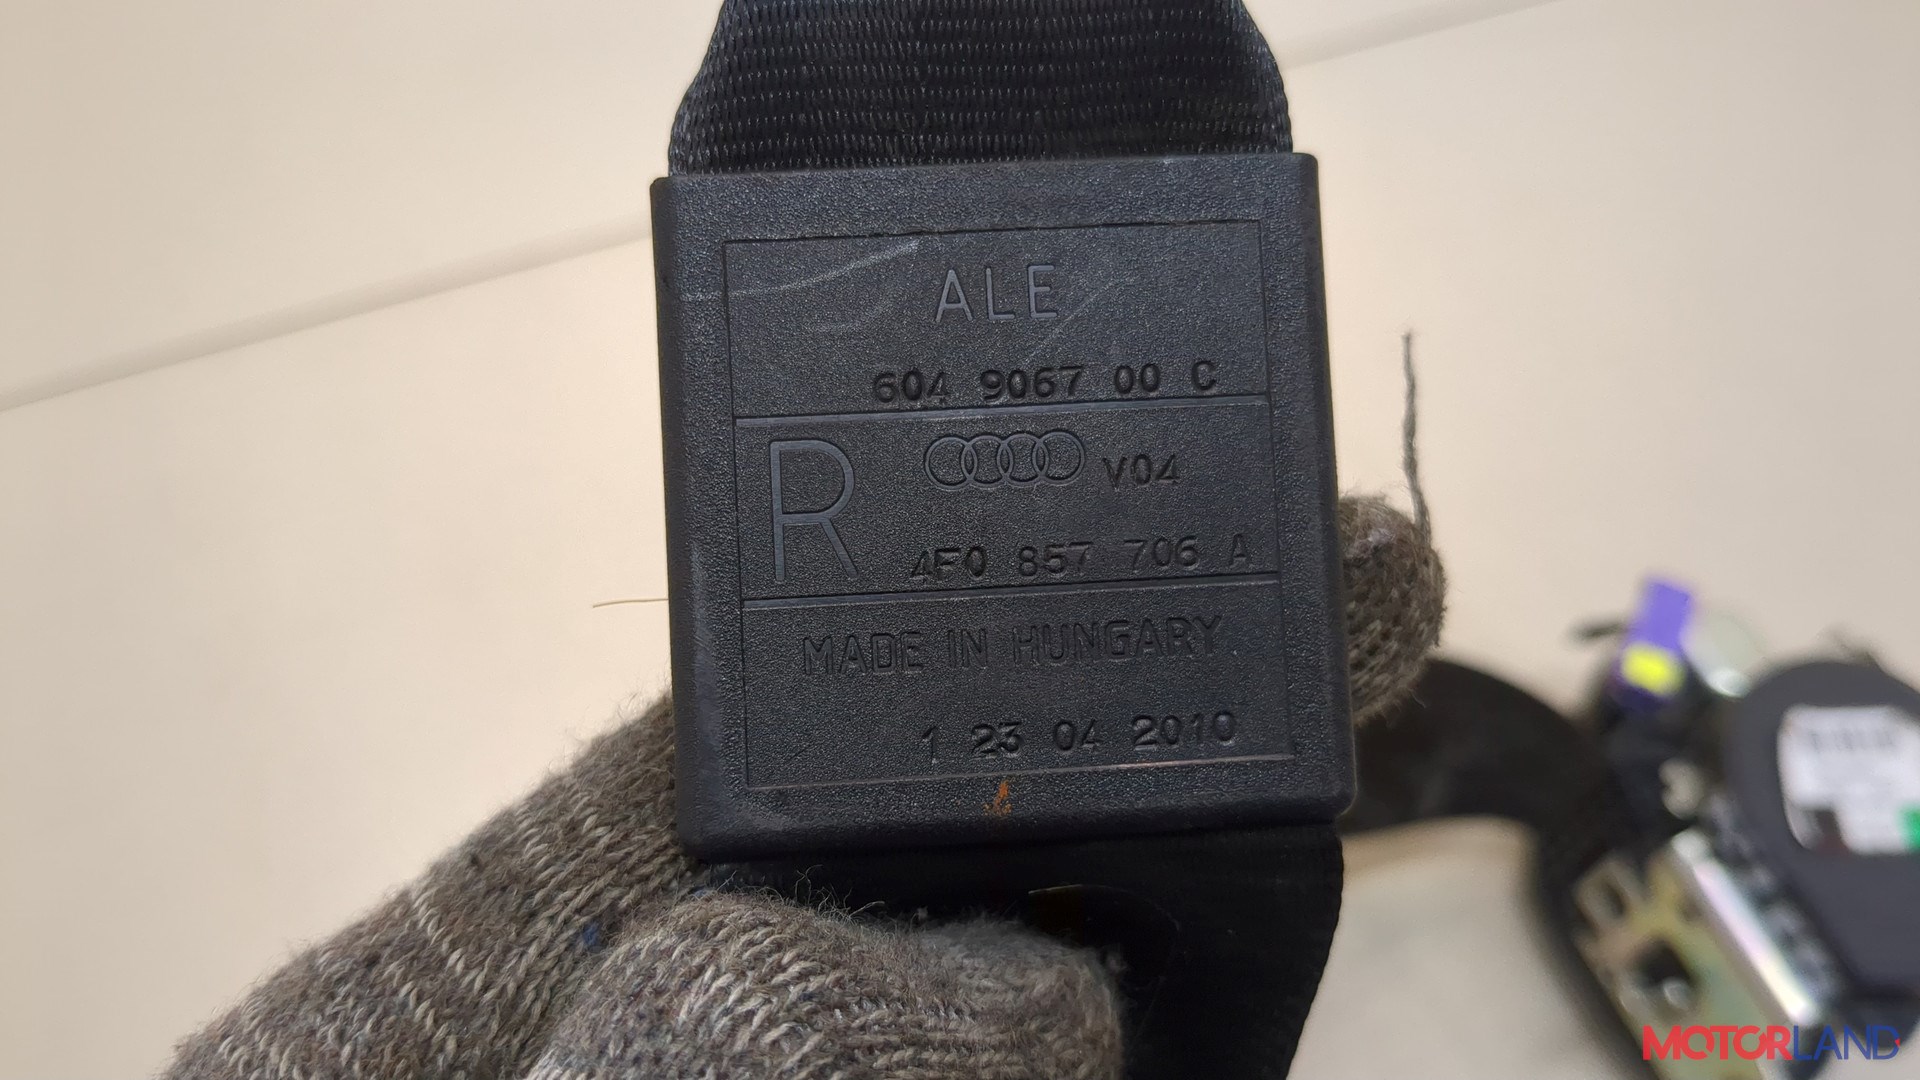 ALE
604 9067 00 C
R
V04
4F0 857 706 A
MADE IN HUNGARY
1 23 04 2010
MOTORLAND